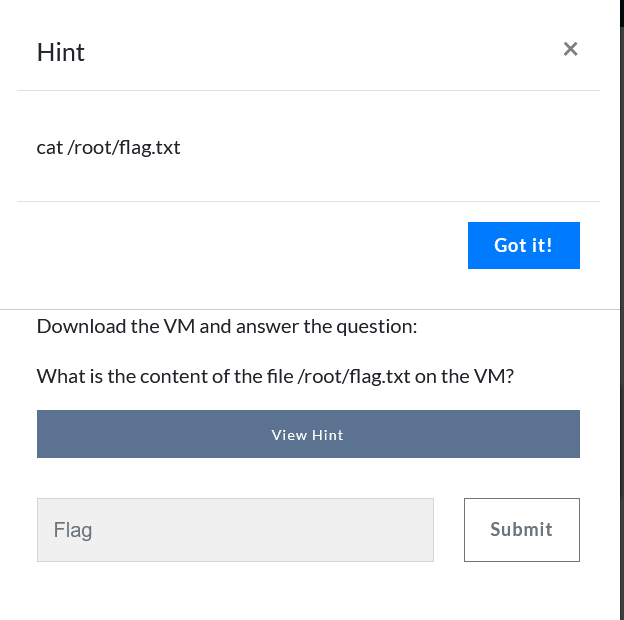 Hint
×
cat /root/flag.txt
Got it!
Download the VM and answer the question:
What is the content of the file /root/flag.txt on the VM?
View Hint
Flag
Submit